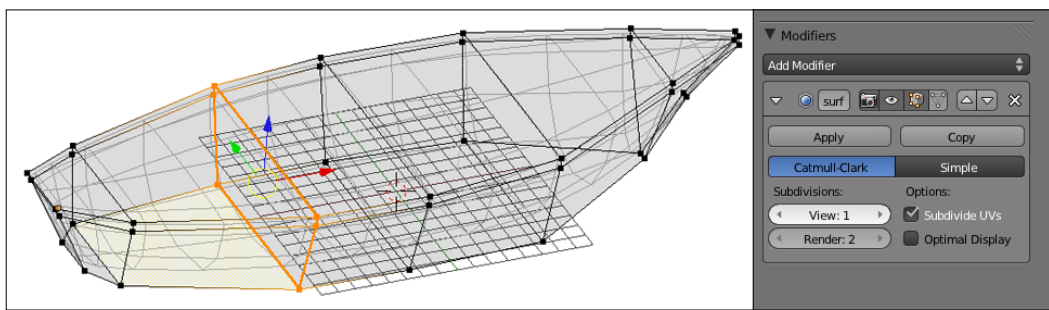 Modifiers
Add Modifier
surf
Apply Copy
Catmull-Clark Simple
Subdivisions: Options:
View: 1 Subdivide UVs
Render: 2 Optimal Display